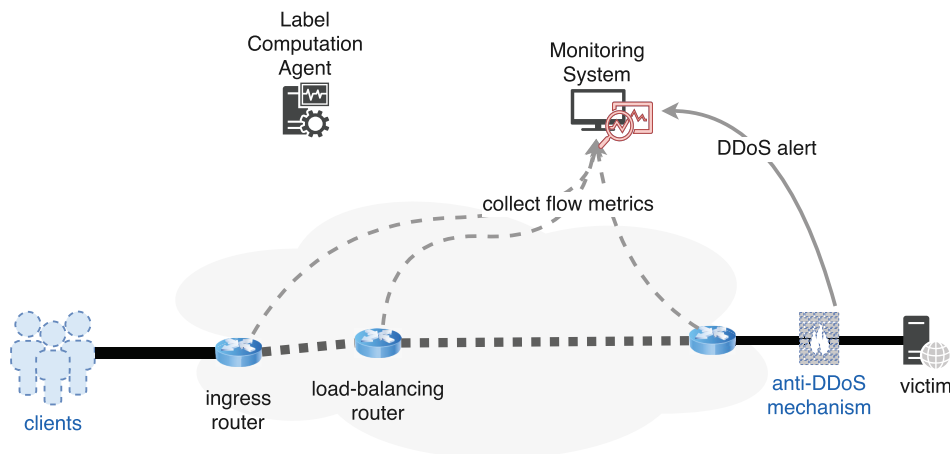 Label
Computation
Agent
Monitoring
System
DDoS alert
collect flow metrics
clients
ingress
router
load-balancing
router
anti-DDoS
mechanism
victim